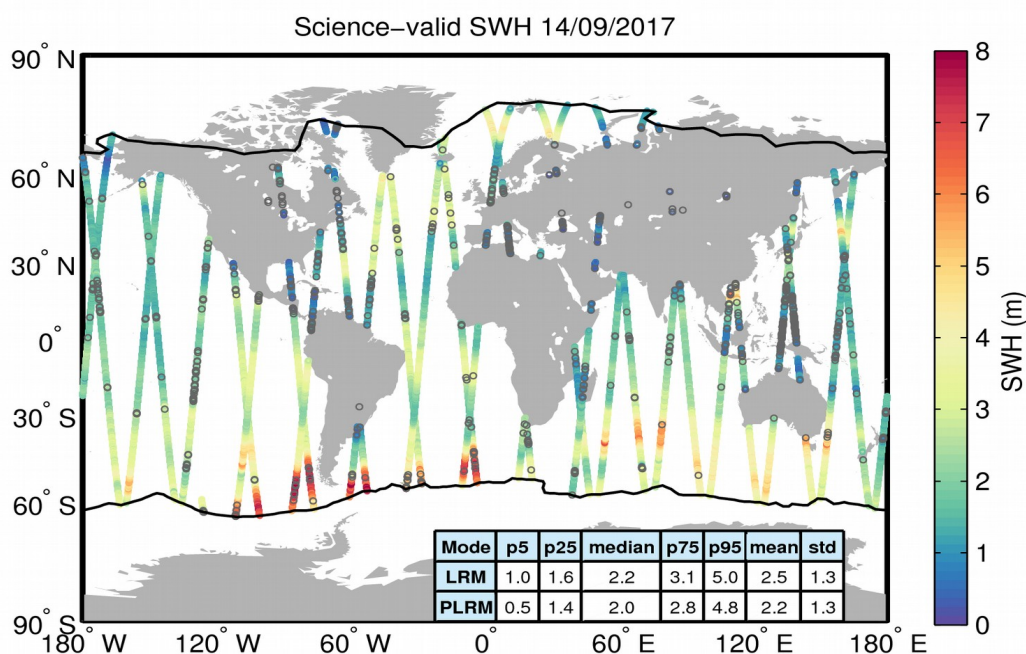 Science–valid SWH 14/09/2017
90° N
60° N
30° N
0°
30° S
60° S
90° S
180° W
120° W
60° W
0°
60° E
120° E
180° E
Mode p5 p25 median p75 p95 mean std
LRM 1.0 1.6 2.2 3.1 5.0 2.5 1.3
PLRM 0.5 1.4 2.0 2.8 4.8 2.2 1.3
8
7
6
5
4
3
2
1
0
SWH (m)